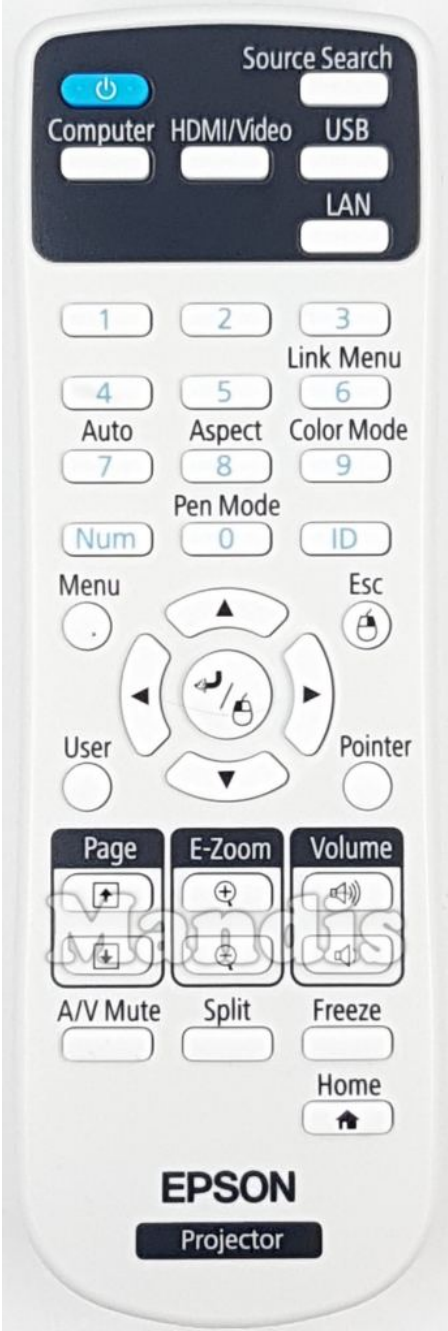 Source Search
Computer HDMI/Video USB
LAN
1 2 3
Link Menu
4 5 6
Auto Aspect Color Mode
7 8 9
Pen Mode
Num 0 ID
Menu Esc
User Pointer
Page E-Zoom Volume
Mandis
A/V Mute Split Freeze
Home
EPSON
Projector